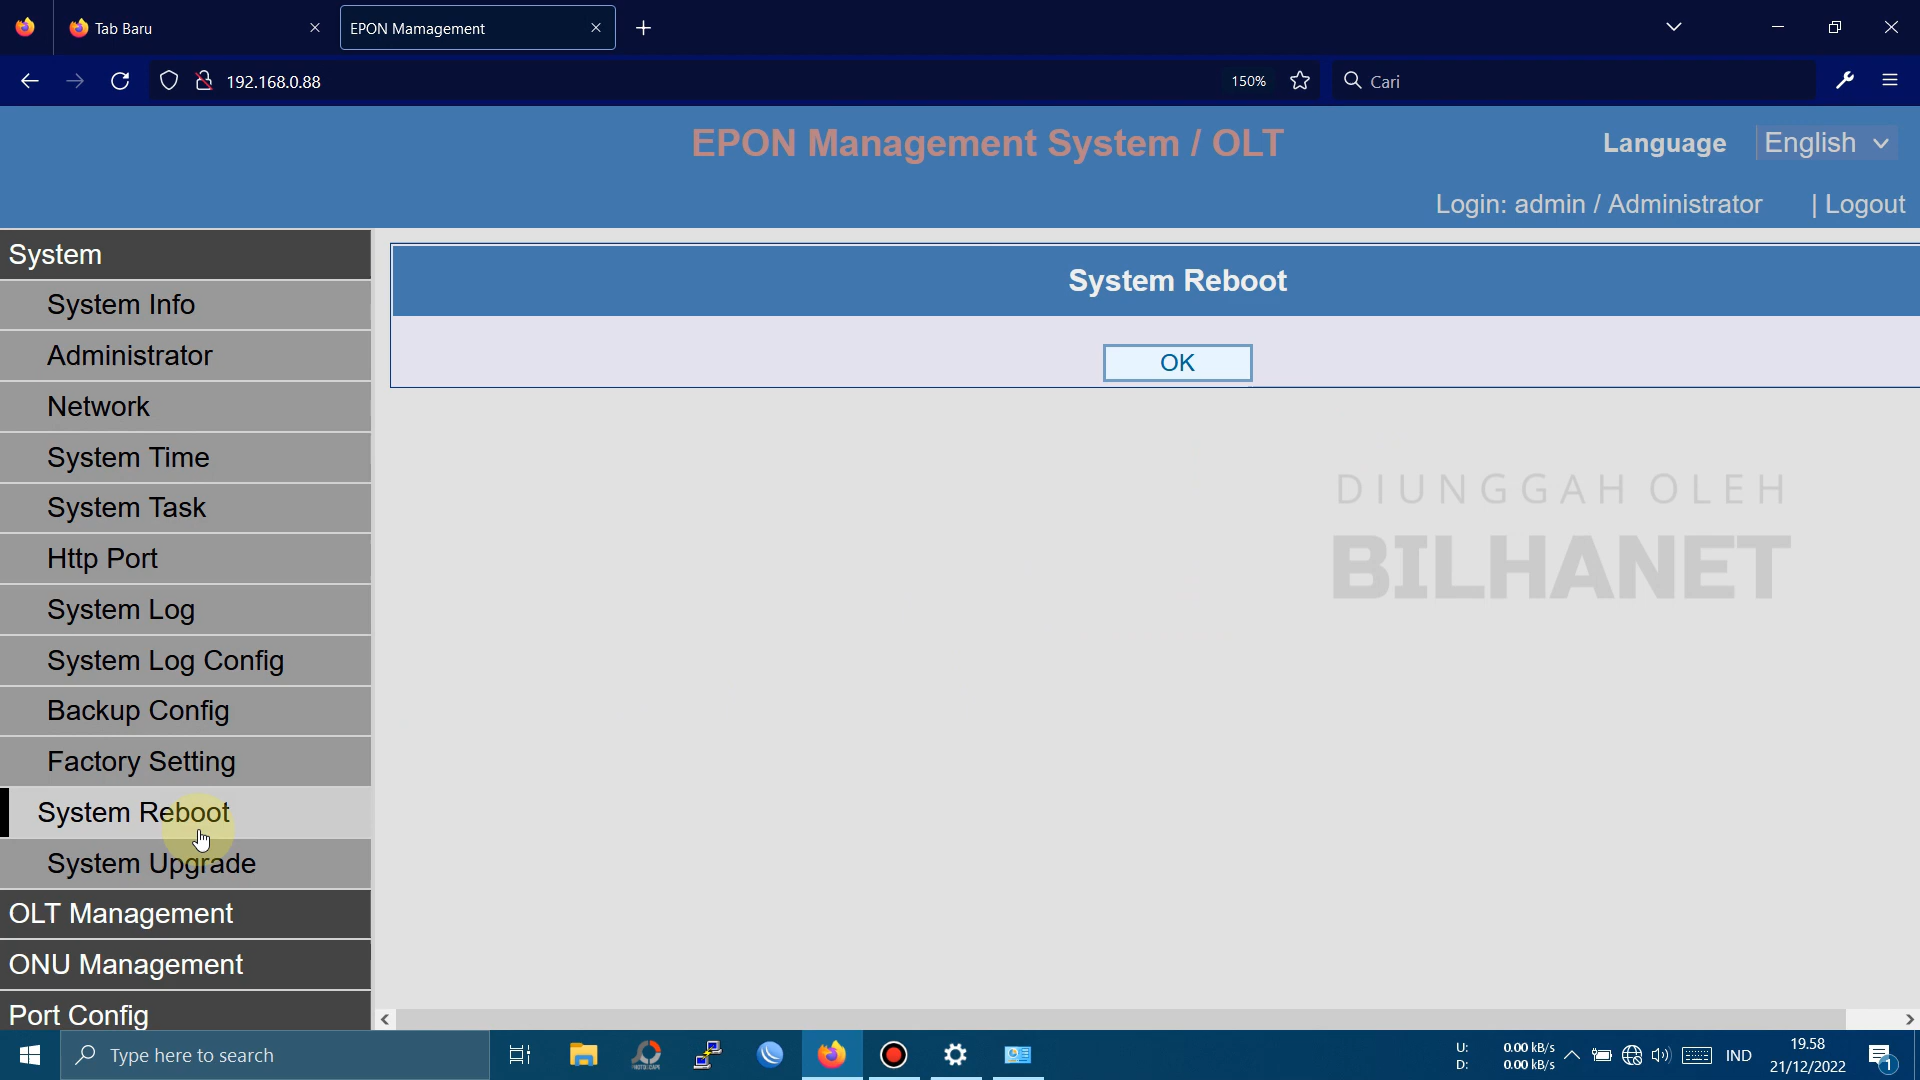 Tab Baru
EPON Mamagement
192.168.0.88
150%
Cari
EPON Management System / OLT
Language
English
Login: admin / Administrator
| Logout
System
System Info
Administrator
Network
System Time
System Task
Http Port
System Log
System Log Config
Backup Config
Factory Setting
System Reboot
System Upgrade
OLT Management
ONU Management
Port Config
System Reboot
OK
DIUNGGAH OLEH
BILHANET
Type here to search
U: 0.00 kB/s
D: 0.00 kB/s
IND
19.58
21/12/2022
1